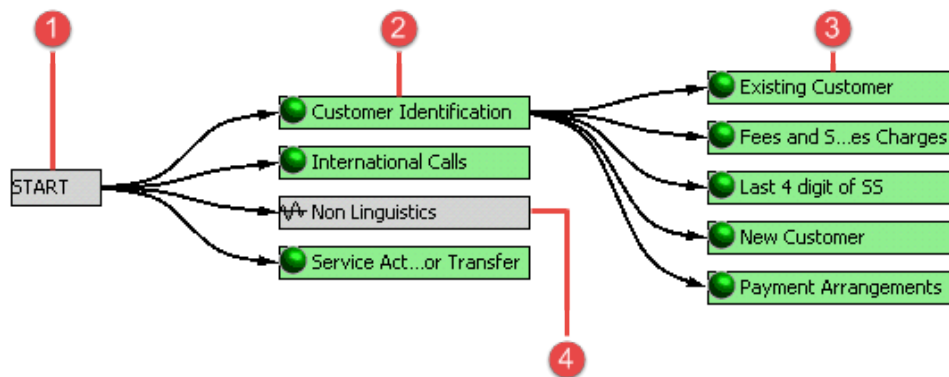 1
2
3
START
Customer Identification
International Calls
Non Linguistics
Service Act...or Transfer
Existing Customer
Fees and S...es Charges
Last 4 digit of SS
New Customer
Payment Arrangements
4